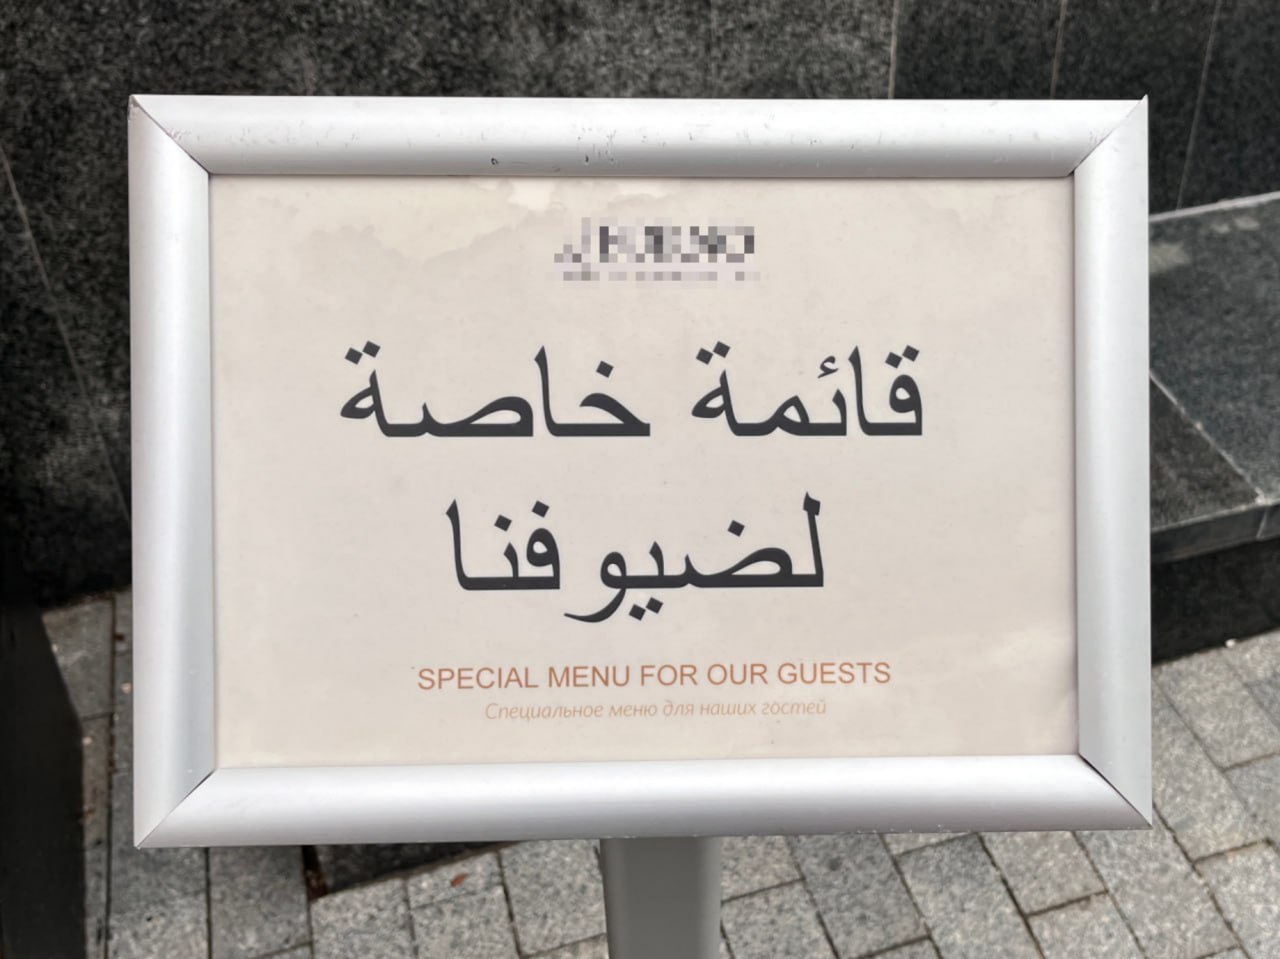 قائمة خاصة
لضيوفنا
SPECIAL MENU FOR OUR GUESTS
Специальное меню для наших гостей